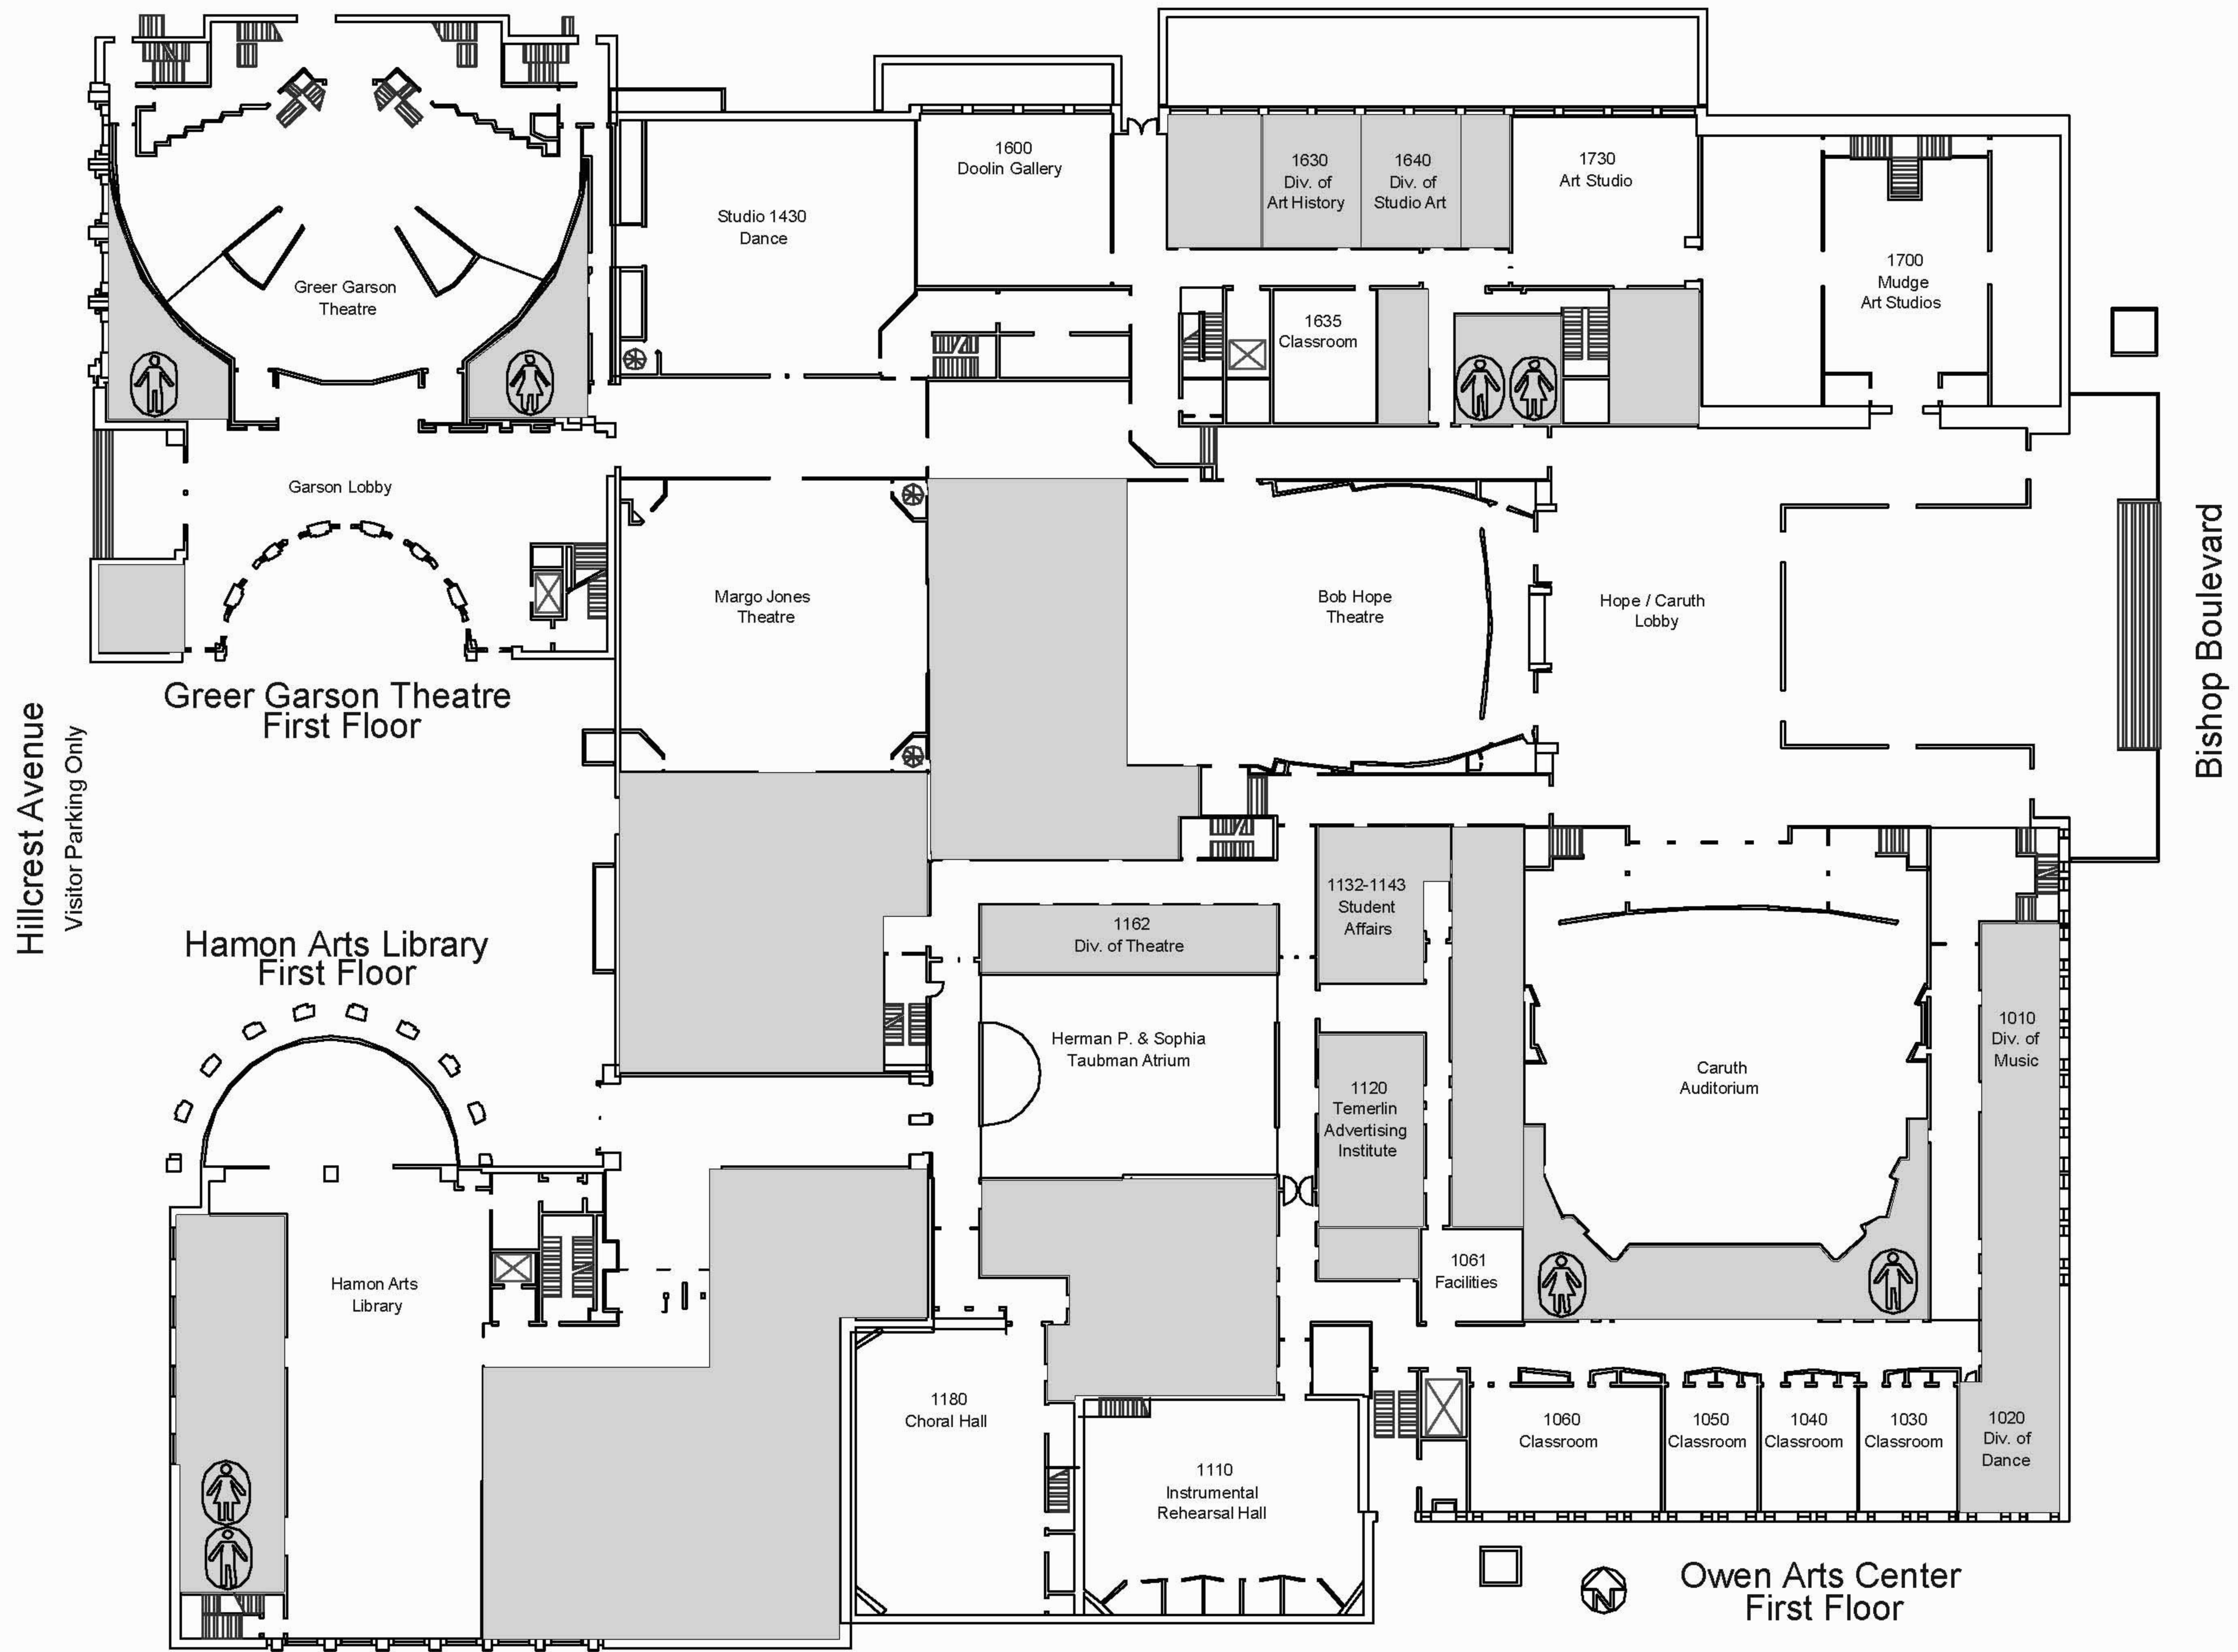 1600
Doolin Gallery
1630
Div. of
Art History
1640
Div. of
Studio Art
1730
Art Studio
Studio 1430
Dance
1700
Mudge
Art Studios
Greer Garson
Theatre
1635
Classroom
Garson Lobby
Margo Jones
Theatre
Bob Hope
Theatre
Hope / Caruth
Lobby
Bishop Boulevard
Greer Garson Theatre
First Floor
Hillcrest Avenue
Visitor Parking Only
1132-1143
Student
Affairs
1162
Div. of Theatre
Hamon Arts Library
First Floor
Herman P. & Sophia
Taubman Atrium
1010
Div. of
Music
Caruth
Auditorium
1120
Temerlin
Advertising
Institute
1061
Facilities
Hamon Arts
Library
1180
Choral Hall
1060
Classroom
1050
Classroom
1040
Classroom
1030
Classroom
1020
Div. of
Dance
1110
Instrumental
Rehearsal Hall
N
Owen Arts Center
First Floor